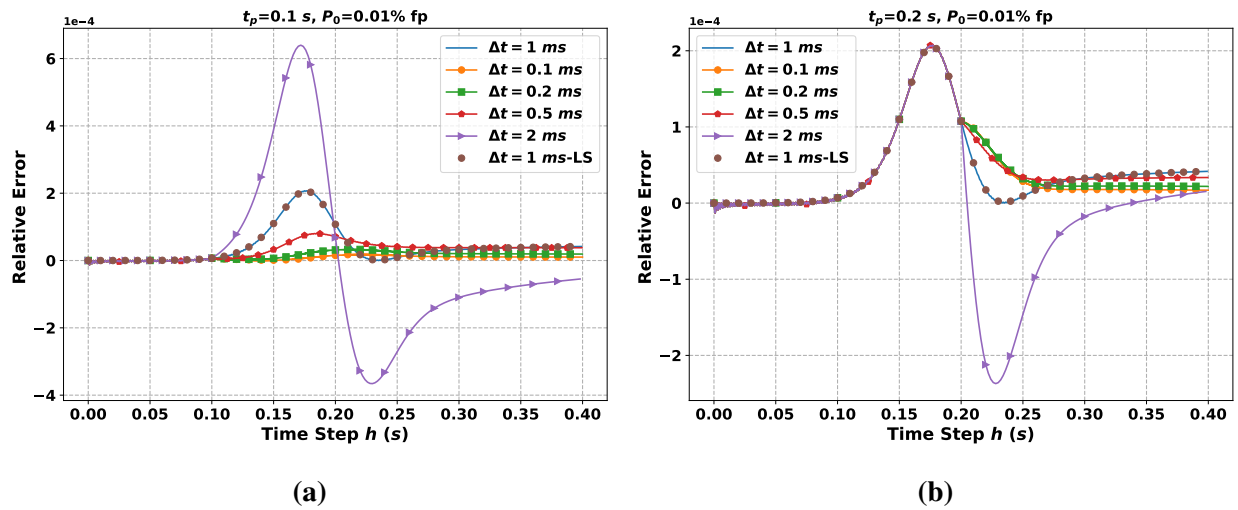 t_p=0.1 s, P_0=0.01% fp
1e−4
Relative Error
6
4
2
0
−2
−4
0.00 0.05 0.10 0.15 0.20 0.25 0.30 0.35 0.40
Time Step h (s)
Δt = 1 ms
Δt = 0.1 ms
Δt = 0.2 ms
Δt = 0.5 ms
Δt = 2 ms
Δt = 1 ms-LS
(a)
t_p=0.2 s, P_0=0.01% fp
1e−4
Relative Error
2
1
0
−1
−2
0.00 0.05 0.10 0.15 0.20 0.25 0.30 0.35 0.40
Time Step h (s)
Δt = 1 ms
Δt = 0.1 ms
Δt = 0.2 ms
Δt = 0.5 ms
Δt = 2 ms
Δt = 1 ms-LS
(b)